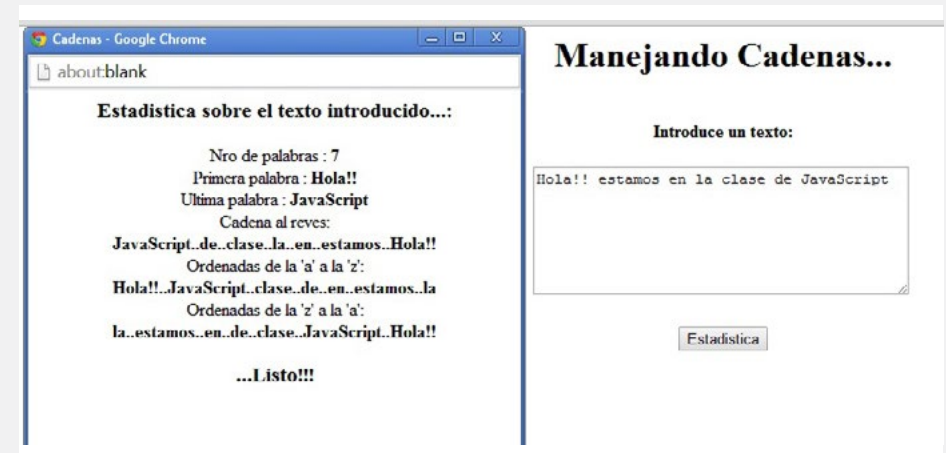 Cadenas - Google Chrome
about:blank
Estadistica sobre el texto introducido...:
Nro de palabras : 7
Primera palabra : Hola!!
Ultima palabra : JavaScript
Cadena al reves:
JavaScript..de..clase..la..en..estamos..Hola!!
Ordenadas de la 'a' a la 'z':
Hola!!..JavaScript..clase..de..en..estamos..la
Ordenadas de la 'z' a la 'a':
la..estamos..en..de..clase..JavaScript..Hola!!
...Listo!!!
Manejando Cadenas...
Introduce un texto:
Hola!! estamos en la clase de JavaScript
Estadistica